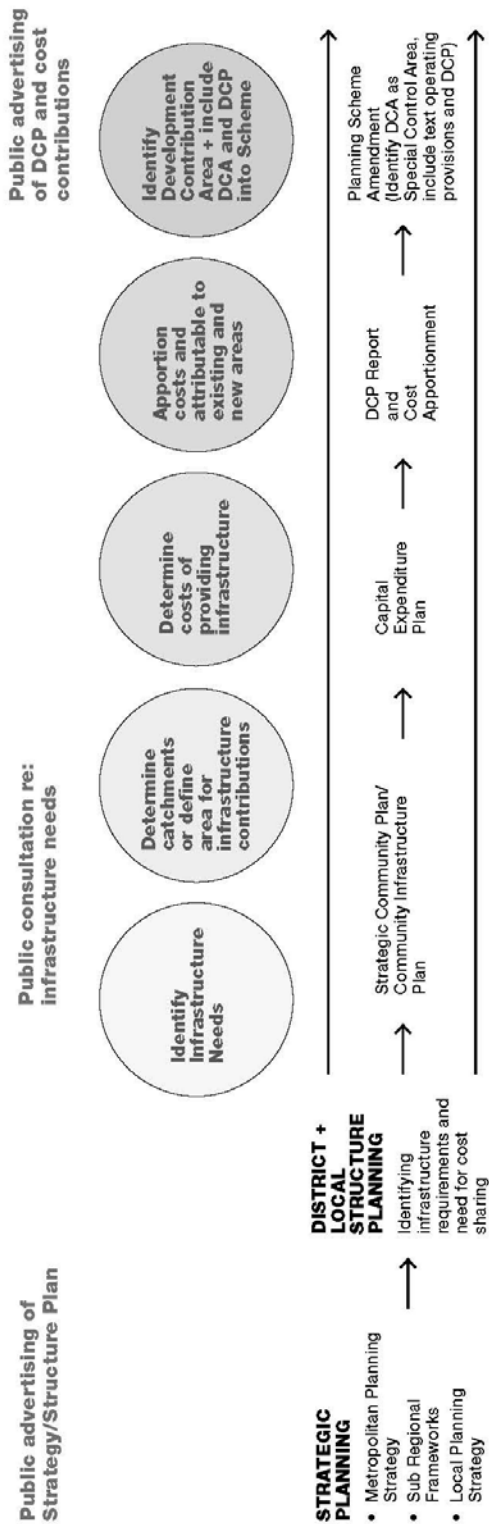 Public advertising of
Strategy/Structure Plan
Public consultation re:
infrastructure needs
Public advertising
of DCP and cost
contributions
Identify
Infrastructure
Needs
Determine
catchments
or define
area for
infrastructure
contributions
Determine
costs of
providing
infrastructure
Apportion
costs and
attributable to
existing and
new areas
Identify
Development
Contribution
Area + include
DCA and DCP
into Scheme
STRATEGIC
PLANNING
• Metropolitan Planning
Strategy
• Sub Regional
Frameworks
• Local Planning
Strategy
DISTRICT +
LOCAL
STRUCTURE
PLANNING
Identifying
infrastructure
requirements and
need for cost
sharing
Strategic Community Plan/
Community Infrastructure
Plan
Capital
Expenditure
Plan
DCP Report
and
Cost
Apportionment
Planning Scheme
Amendment
(Identify DCA as
Special Control Area,
include text operating
provisions and DCP)